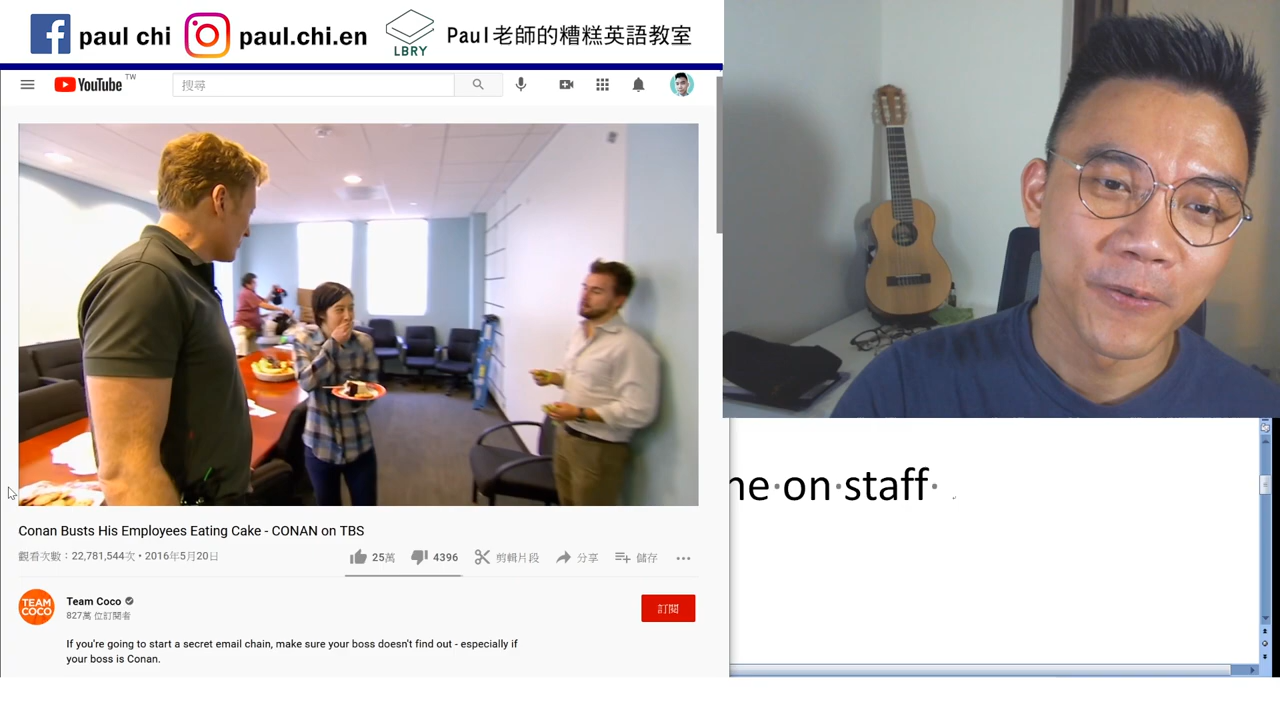 paul chi
paul.chi.en
LBRY
Paul老師的糟糕英語教室
YouTube TW
搜尋
Conan Busts His Employees Eating Cake - CONAN on TBS
觀看次數：22,781,544次 • 2016年5月20日
25萬
4396
剪輯片段
分享
儲存
TEAM COCO
Team Coco
827萬 位訂閱者
訂閱
If you're going to start a secret email chain, make sure your boss doesn't find out - especially if
your boss is Conan.
ne·on·staff·